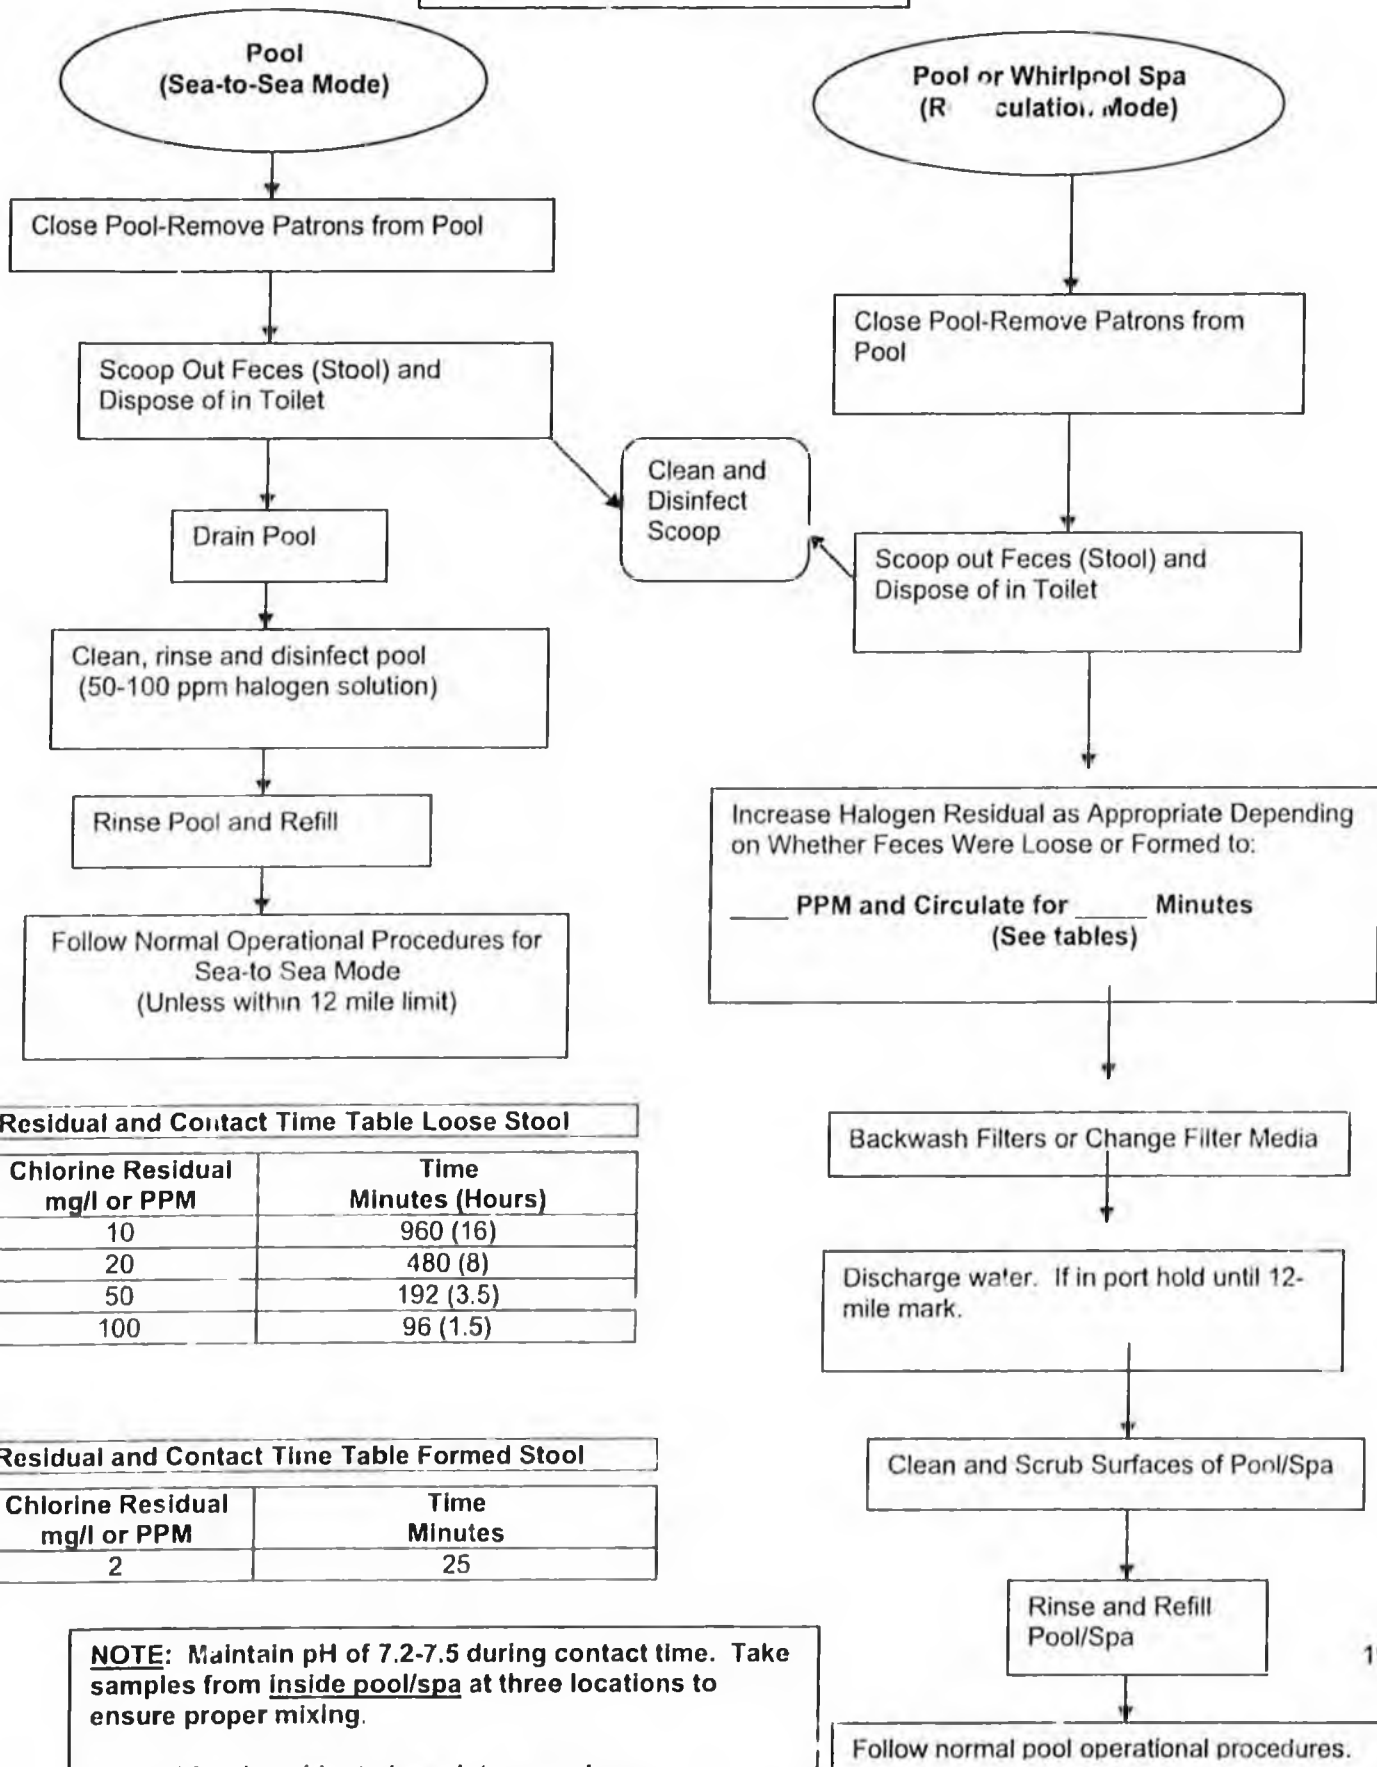 Pool
(Sea-to-Sea Mode)
Close Pool-Remove Patrons from Pool
Scoop Out Feces (Stool) and
Dispose of in Toilet
Drain Pool
Clean, rinse and disinfect pool
(50-100 ppm halogen solution)
Rinse Pool and Refill
Follow Normal Operational Procedures for
Sea-to Sea Mode
(Unless within 12 mile limit)
Clean and
Disinfect
Scoop
Pool or Whirlpool Spa
(R culation Mode)
Close Pool-Remove Patrons from
Pool
Scoop out Feces (Stool) and
Dispose of in Toilet
Increase Halogen Residual as Appropriate Depending
on Whether Feces Were Loose or Formed to:
____ PPM and Circulate for _____ Minutes
(See tables)
Backwash Filters or Change Filter Media
Discharge water. If in port hold until 12-
mile mark.
Clean and Scrub Surfaces of Pool/Spa
Rinse and Refill
Pool/Spa
Follow normal pool operational procedures.
Residual and Contact Time Table Loose Stool
Chlorine Residual Time
mg/l or PPM Minutes (Hours)
10 960 (16)
20 480 (8)
50 192 (3.5)
100 96 (1.5)
Residual and Contact Time Table Formed Stool
Chlorine Residual Time
mg/l or PPM Minutes
2 25
NOTE: Maintain pH of 7.2-7.5 during contact time. Take
samples from inside pool/spa at three locations to
ensure proper mixing.
1